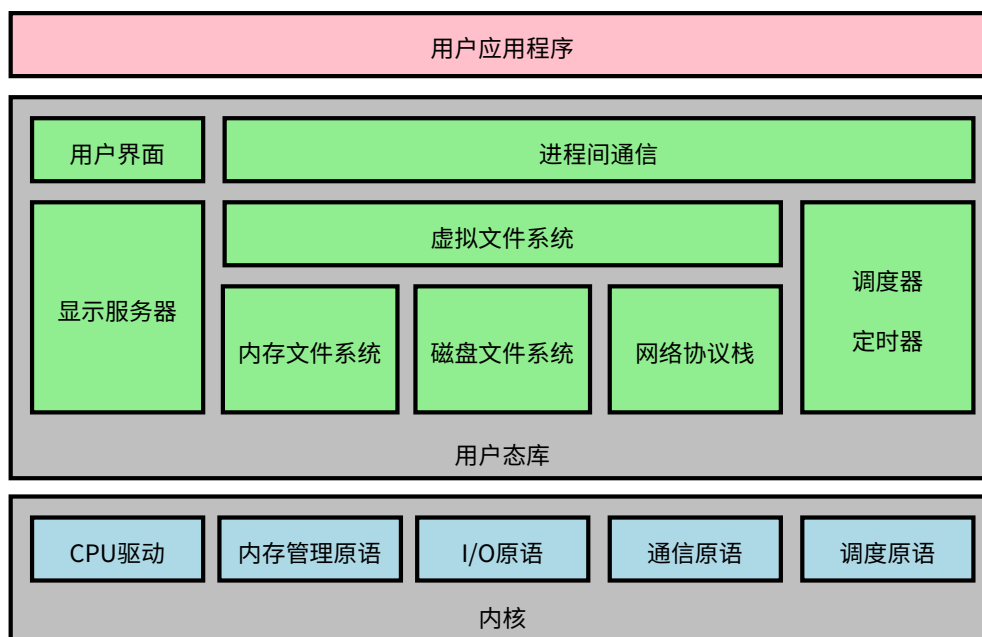 用户应用程序
用户界面
进程间通信
显示服务器
虚拟文件系统
调度器
定时器
内存文件系统
磁盘文件系统
网络协议栈
用户态库
CPU驱动
内存管理原语
I/O原语
通信原语
调度原语
内核